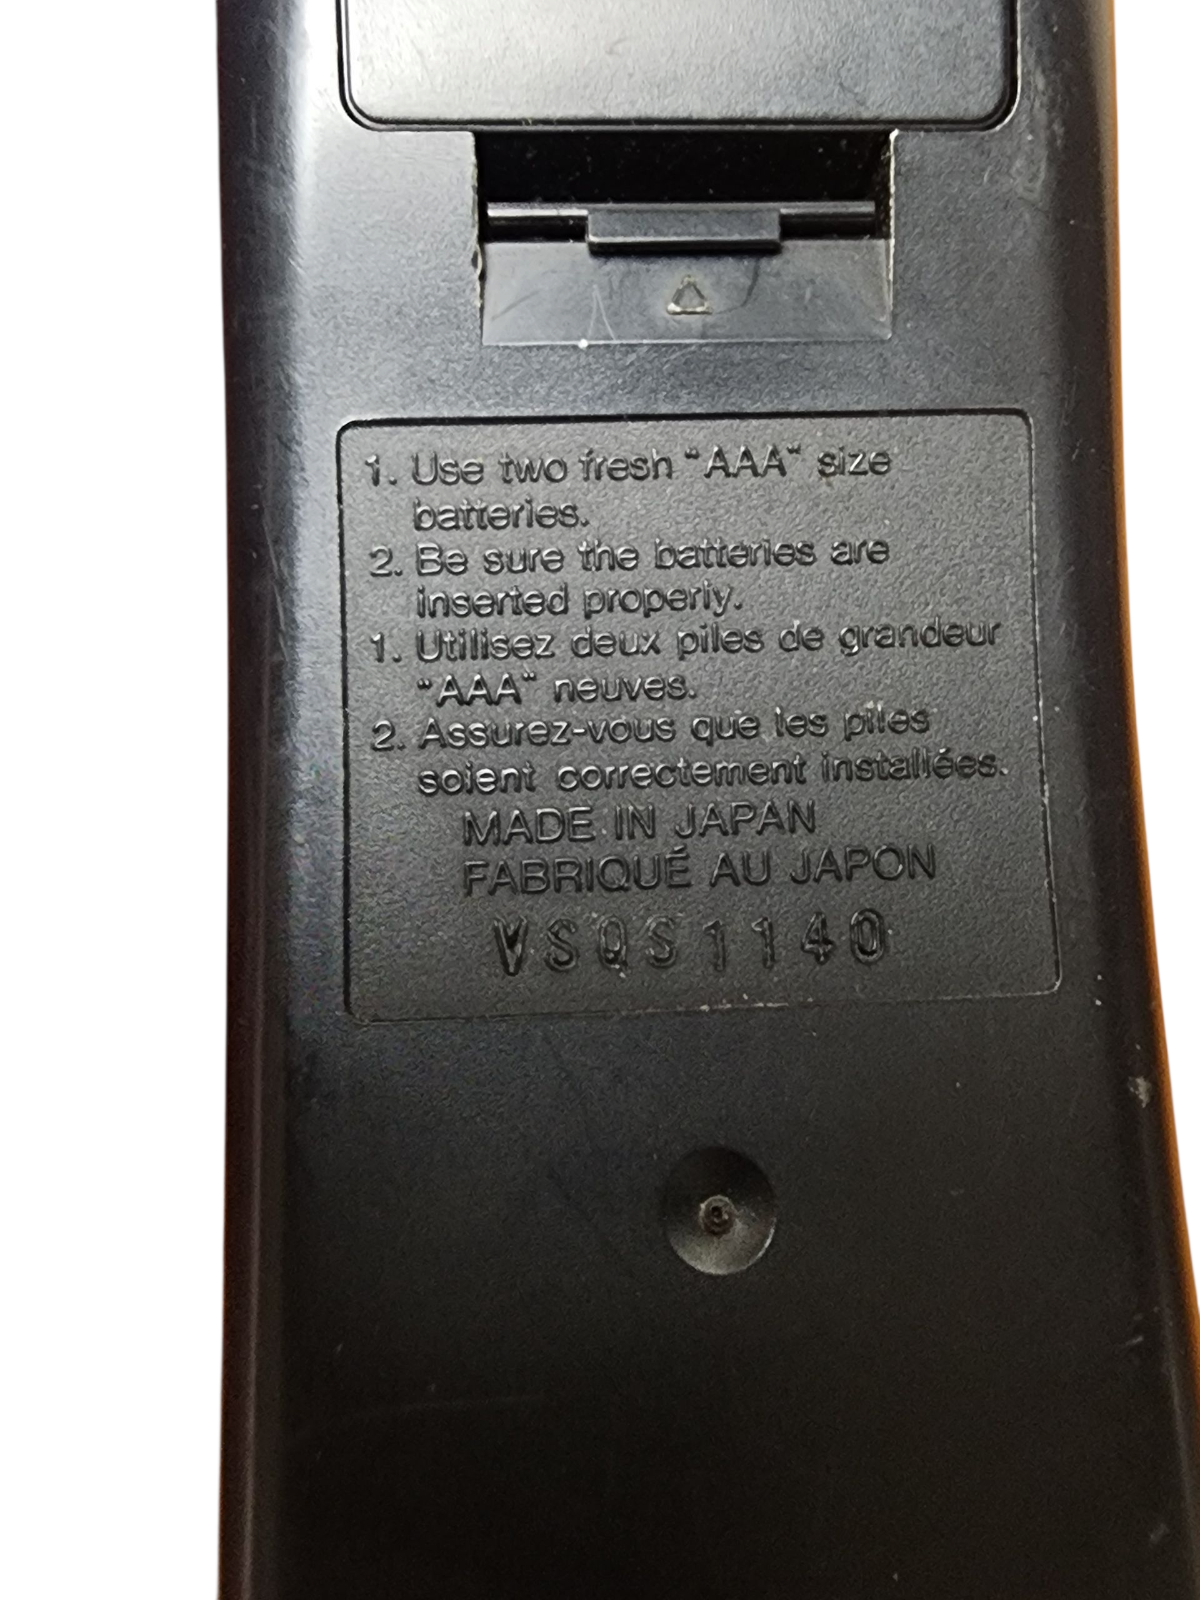 1. Use two fresh "AAA" size
batteries.
2. Be sure the batteries are
inserted properly.
1. Utilisez deux piles de grandeur
"AAA" neuves.
2. Assurez-vous que les piles
soient correctement installées.
MADE IN JAPAN
FABRIQUÉ AU JAPON
VSQS1140